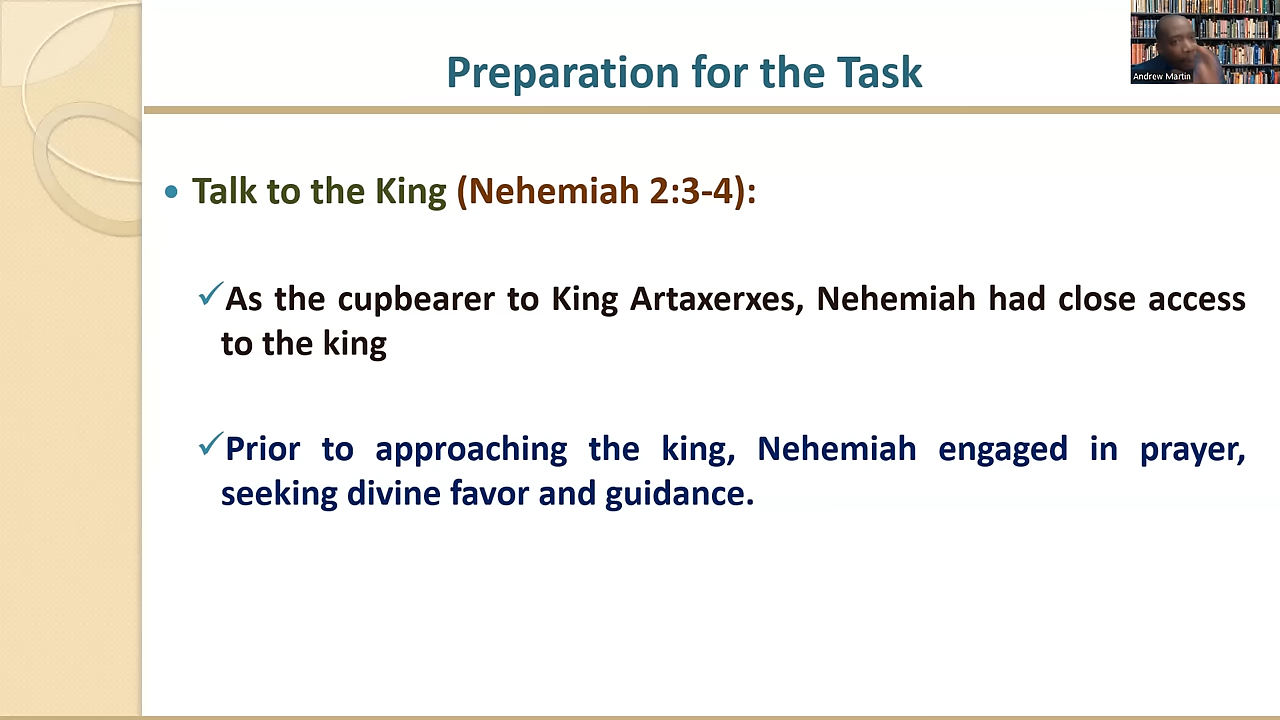 Preparation for the Task
Andrew Martin
• Talk to the King (Nehemiah 2:3-4):
✓As the cupbearer to King Artaxerxes, Nehemiah had close access
to the king
✓Prior to approaching the king, Nehemiah engaged in prayer,
seeking divine favor and guidance.